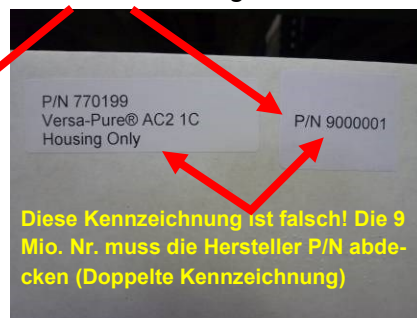 P/N 770199
Versa-Pure® AC2 1C
Housing Only
P/N 9000001
Diese Kennzeichnung ist falsch! Die 9
Mio. Nr. muss die Hersteller P/N abde-
cken (Doppelte Kennzeichnung)